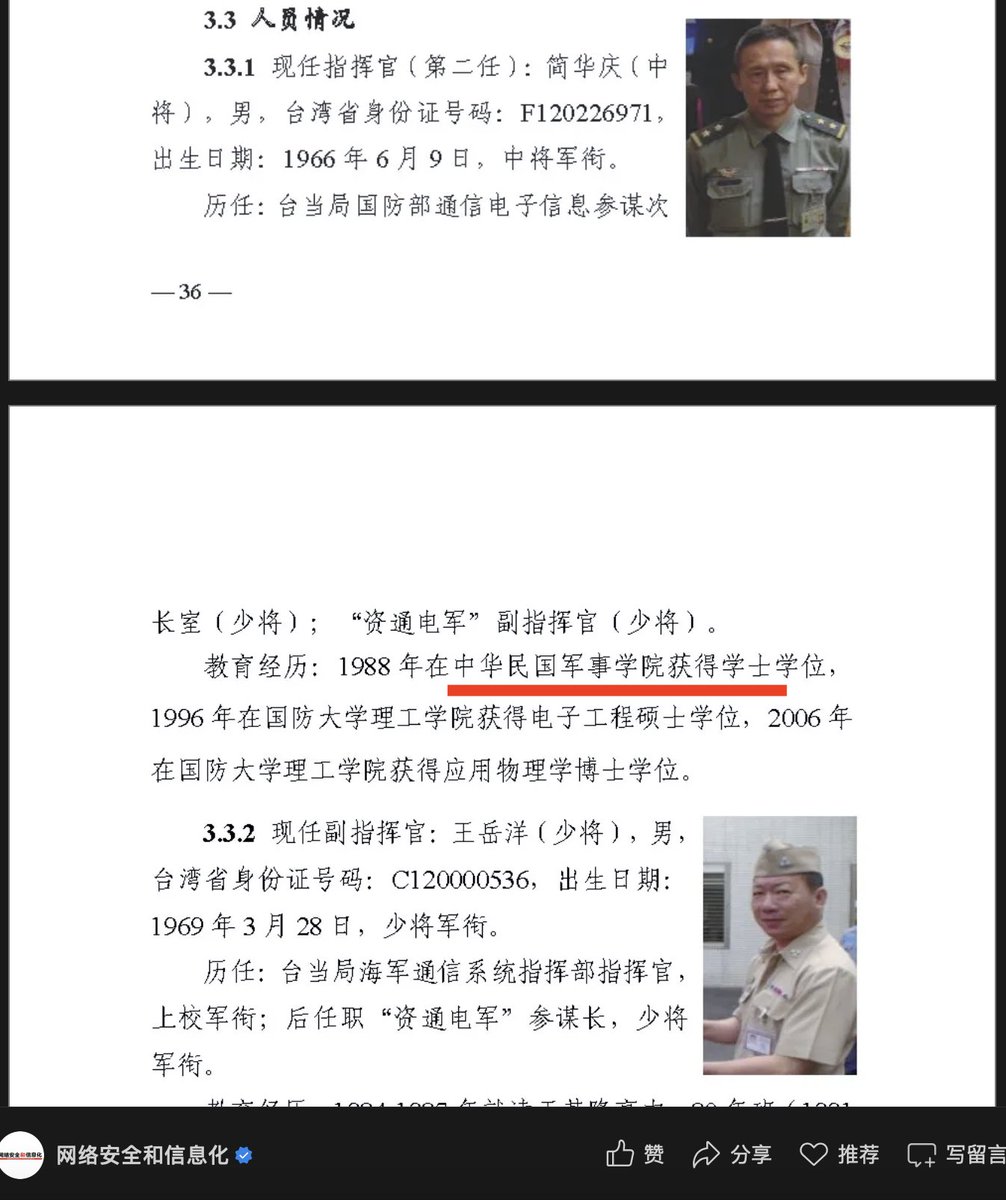 3.3 人员情况
3.3.1 现任指挥官（第二任）：简华庆（中
将），男，台湾省身份证号码：F120226971，
出生日期：1966 年 6 月 9 日，中将军衔。
历任：台当局国防部通信电子信息参谋次
— 36 —
长室（少将）； “资通电军”副指挥官（少将）。
教育经历：1988 年在中华民国军事学院获得学士学位，
1996 年在国防大学理工学院获得电子工程硕士学位，2006 年
在国防大学理工学院获得应用物理学博士学位。
3.3.2 现任副指挥官：王岳洋（少将），男，
台湾省身份证号码：C120000536，出生日期：
1969 年 3 月 28 日，少将军衔。
历任：台当局海军通信系统指挥部指挥官，
上校军衔；后任职“资通电军”参谋长，少将
军衔。
网络安全和信息化
赞
分享
推荐
写留言